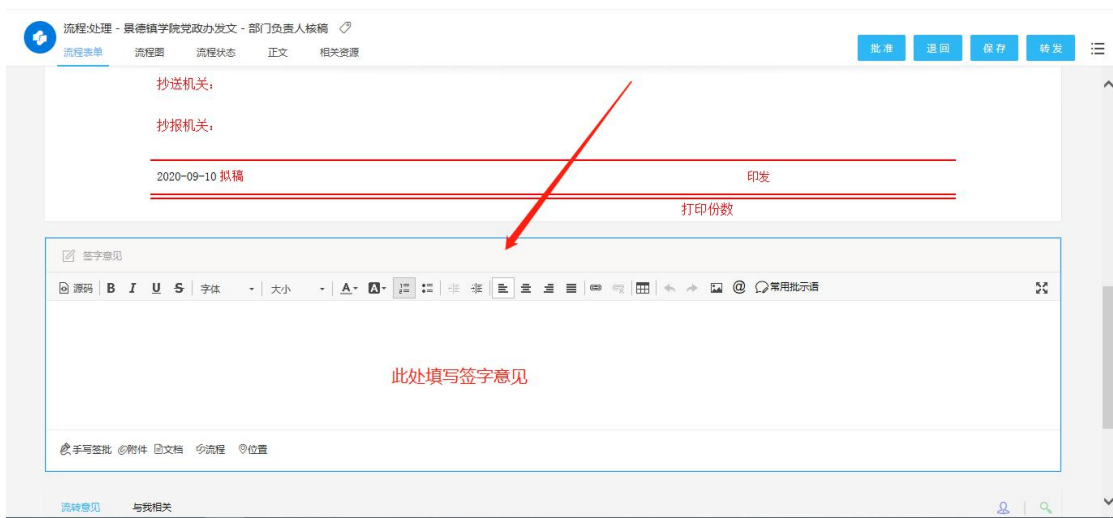 流程:处理 - 景德镇学院党政办发文 - 部门负责人核稿
流程表单 流程图 流程状态 正文 相关资源 批准 退回 保存 转发
抄送机关：
抄报机关：
2020-09-10 拟稿 印发
打印份数
签字意见
源码 B I U S 字体 大小 A A @ 常用批示语
此处填写签字意见
手写签批 附件 文档 流程 位置
流转意见 与我相关